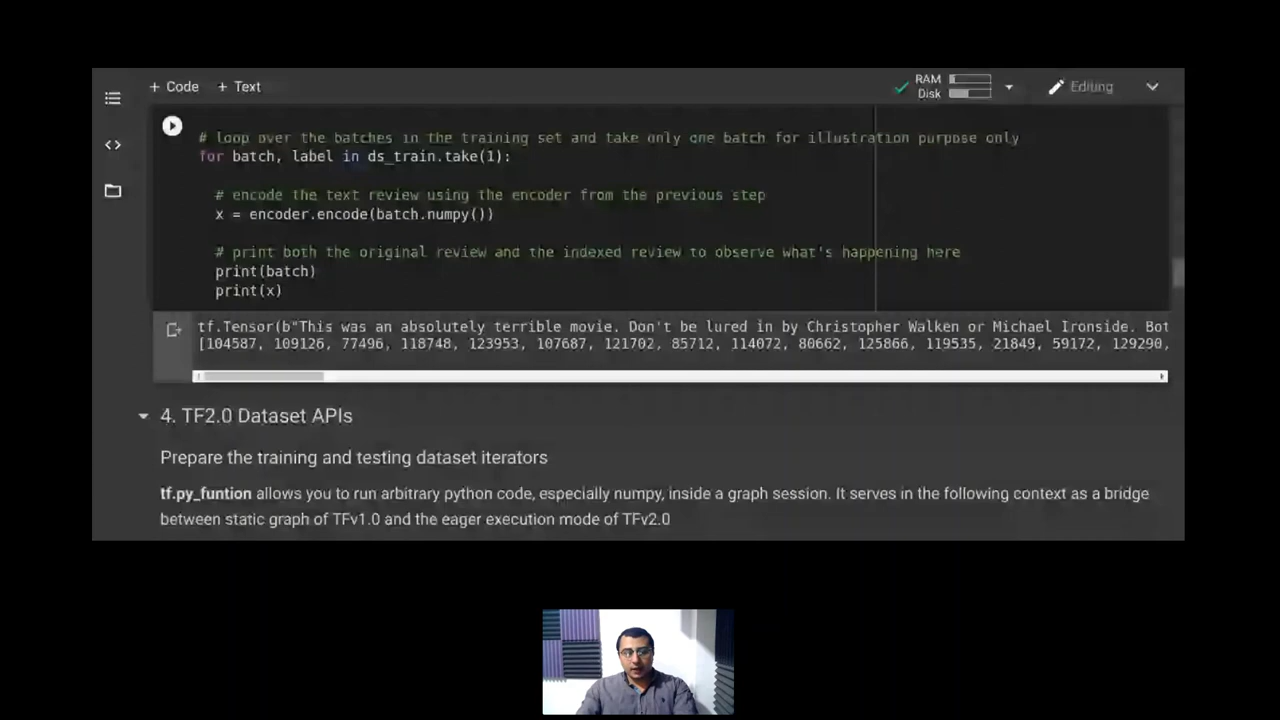 + Code + Text
RAM
Disk
Editing
# loop over the batches in the training set and take only one batch for illustration purpose only
for batch, label in ds_train.take(1):
# encode the text review using the encoder from the previous step
x = encoder.encode(batch.numpy())
# print both the original review and the indexed review to observe what's happening here
print(batch)
print(x)
tf.Tensor(b"This was an absolutely terrible movie. Don't be lured in by Christopher Walken or Michael Ironside. Bot
[104587, 109126, 77496, 118748, 123953, 107687, 121702, 85712, 114072, 80662, 125866, 119535, 21849, 59172, 129290,
4. TF2.0 Dataset APIs
Prepare the training and testing dataset iterators
tf.py_funtion allows you to run arbitrary python code, especially numpy, inside a graph session. It serves in the following context as a bridge
between static graph of TFv1.0 and the eager execution mode of TFv2.0